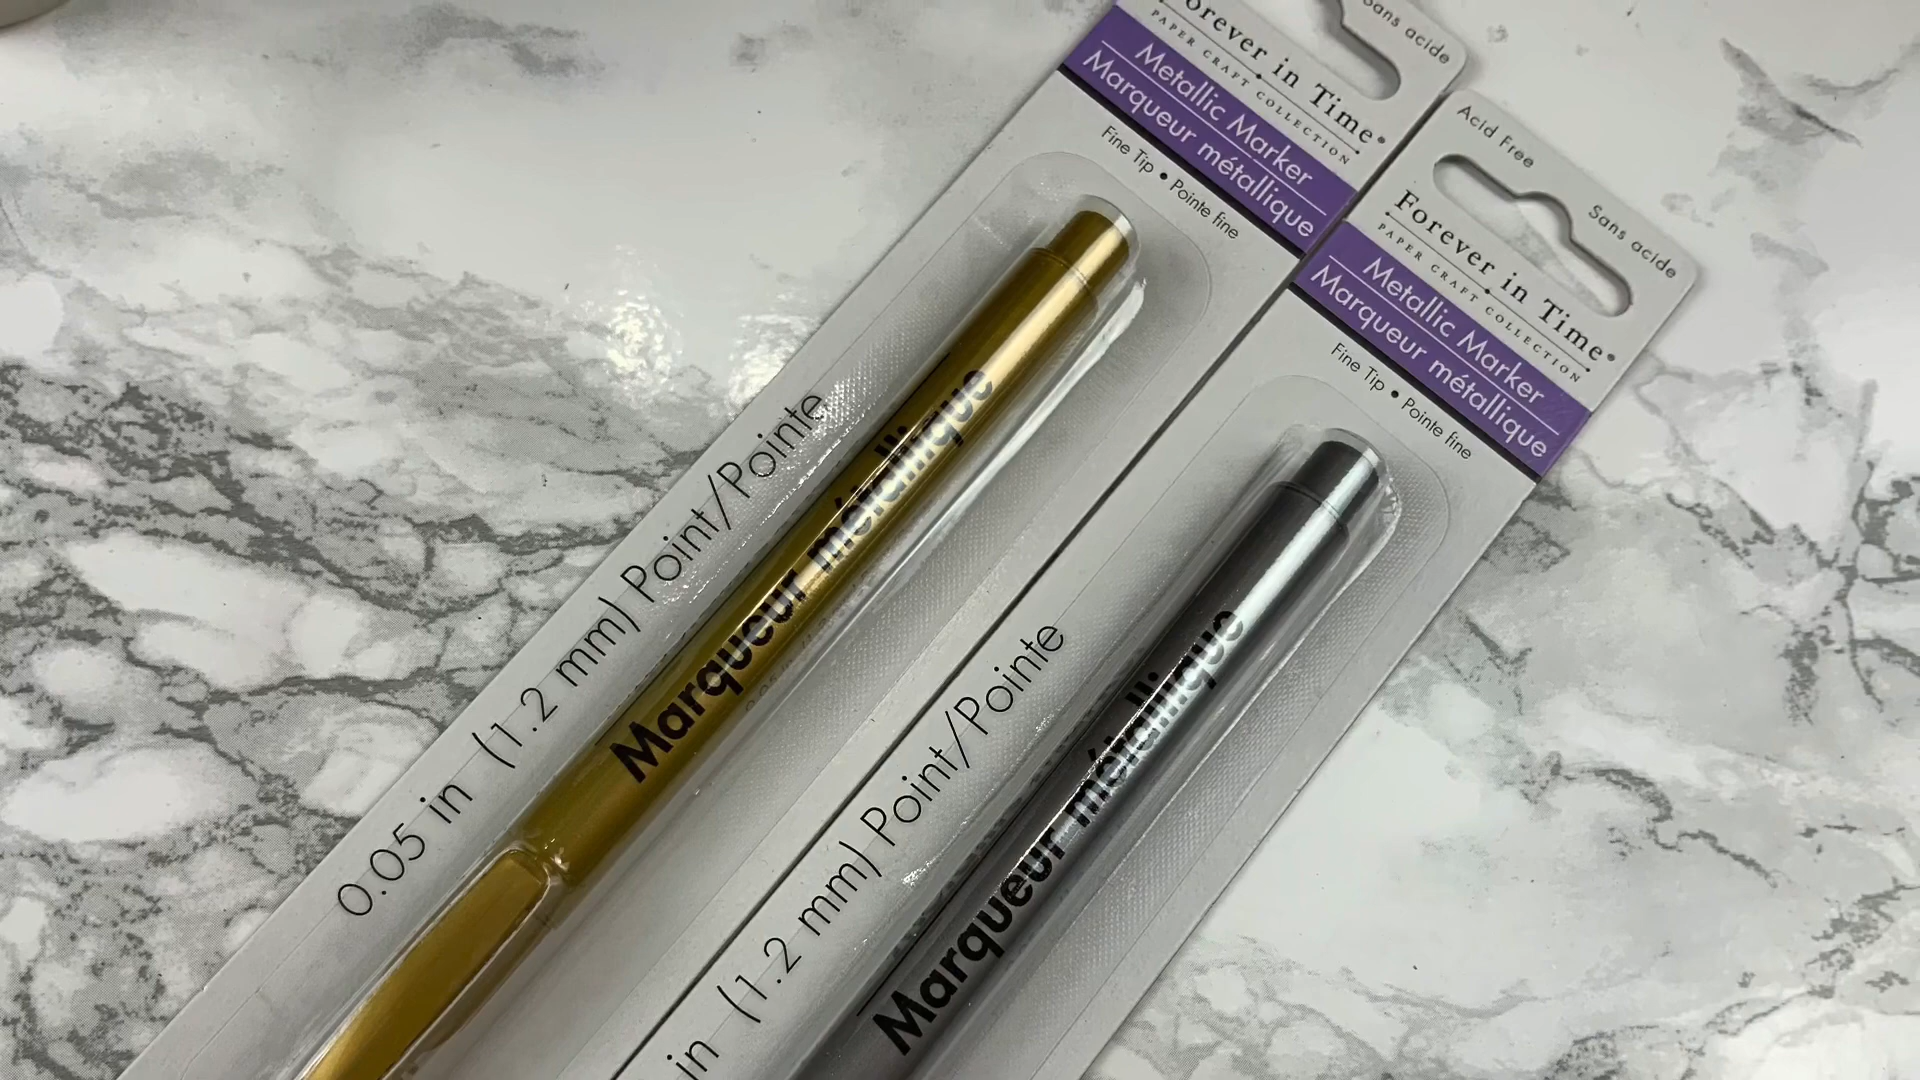 Sans acide
Forever in Time®
PAPER CRAFT COLLECTION
Metallic Marker
Marqueur métallique
Fine Tip • Pointe fine
0.05 in (1.2 mm) Point/Pointe
Marqueur métallique
Acid Free
Sans acide
Forever in Time®
PAPER CRAFT COLLECTION
Metallic Marker
Marqueur métallique
Fine Tip • Pointe fine
in (1.2 mm) Point/Pointe
Marqueur métallique